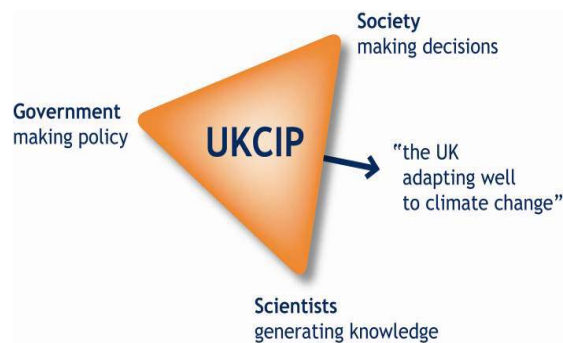 Society
making decisions
Government
making policy
UKCIP
"the UK
adapting well
to climate change"
Scientists
generating knowledge